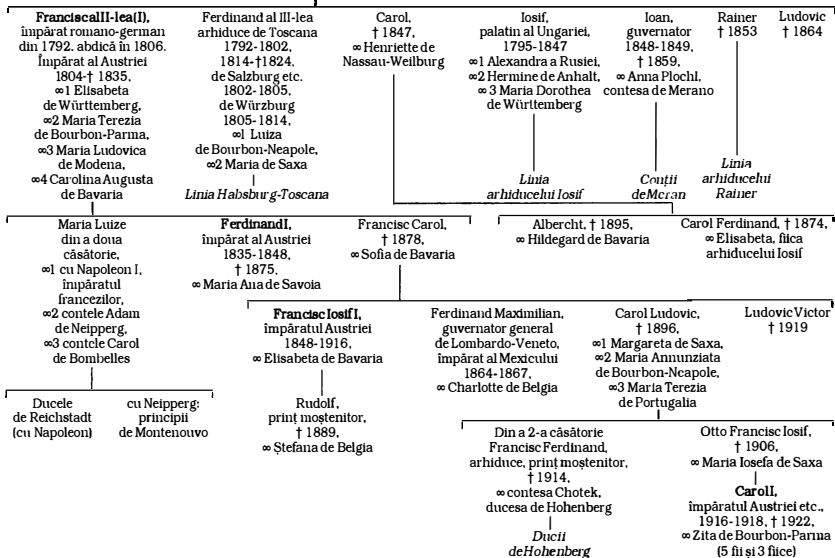 Francisc al II-lea (I),
împărat romano-german
din 1792. abdică în 1806.
Împărat al Austriei
1804-† 1835,
∞1 Elisabeta
de Württemberg,
∞2 Maria Terezia
de Bourbon-Parma,
∞3 Maria Ludovica
de Modena,
∞4 Carolina Augusta
de Bavaria
Ferdinand al III-lea
arhiduce de Toscana
1792-1802,
1814-†1824,
de Salzburg etc.
1802-1805,
de Würzburg
1805-1814,
∞1 Luiza
de Bourbon-Neapole,
∞2 Maria de Saxa
Linia Habsburg-Toscana
Carol,
† 1847,
∞ Henriette de
Nassau-Weilburg
Iosif,
palatin al Ungariei,
1795-1847
∞1 Alexandra a Rusiei,
∞2 Hermine de Anhalt,
∞3 Maria Dorothea
de Württemberg
Linia
arhiducelui Iosif
Ioan,
guvernator
1848-1849,
† 1859,
∞ Anna Plochl,
contesa de Merano
Conții
de Meran
Rainer
† 1853
Linia
arhiducelui
Rainer
Ludovic
† 1864
Maria Luize
din a doua
căsătorie,
∞1 cu Napoleon I,
împăratul
francezilor,
∞2 contele Adam
de Neipperg,
∞3 contele Carol
de Bombelles
Ferdinand I,
împărat al Austriei
1835-1848,
† 1875,
∞ Maria Ana de Savoia
Francisc Carol,
† 1878,
∞ Sofia de Bavaria
Albercht, † 1895,
∞ Hildegard de Bavaria
Carol Ferdinand, † 1874,
∞ Elisabeta, fiica
arhiducelui Iosif
Francisc Iosif I,
împăratul Austriei
1848-1916,
∞ Elisabeta de Bavaria
Ferdinand Maximilian,
guvernator general
de Lombardo-Veneto,
împărat al Mexicului
1864-1867,
∞ Charlotte de Belgia
Carol Ludovic,
† 1896,
∞1 Margareta de Saxa,
∞2 Maria Annunziata
de Bourbon-Neapole,
∞3 Maria Terezia
de Portugalia
Ludovic Victor
† 1919
Ducele
de Reichstadt
(cu Napoleon)
cu Neipperg:
principii
de Montenouvo
Rudolf,
prinț moștenitor,
† 1889,
∞ Ștefana de Belgia
Din a 2-a căsătorie
Francisc Ferdinand,
arhiduce, prinț moștenitor,
† 1914,
∞ contesa Chotek,
ducesa de Hohenberg
Ducii
de Hohenberg
Otto Francisc Iosif,
† 1906,
∞ Maria Iosefa de Saxa
Carol I,
împăratul Austriei etc.,
1916-1918, † 1922,
∞ Zita de Bourbon-Parma
(5 fii și 3 fiice)